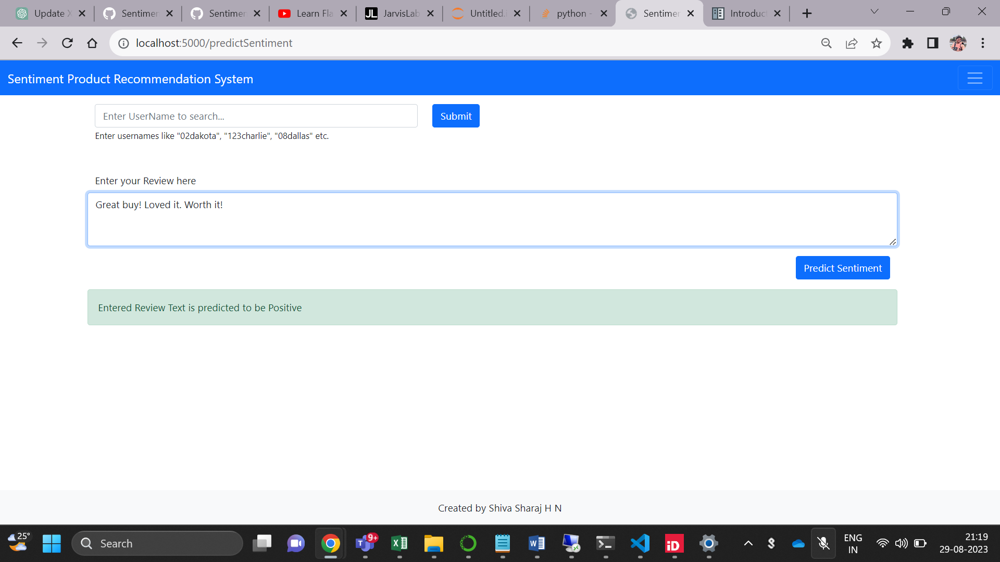 Update X
Sentimen
Sentimen
Learn Fla
JarvisLab
Untitled.i
python -
Sentimen
Introduct
localhost:5000/predictSentiment
Sentiment Product Recommendation System
Enter UserName to search...
Submit
Enter usernames like "02dakota", "123charlie", "08dallas" etc.
Enter your Review here
Great buy! Loved it. Worth it!
Predict Sentiment
Entered Review Text is predicted to be Positive
Created by Shiva Sharaj H N
25°
Search
9+
ENG
IN
21:19
29-08-2023